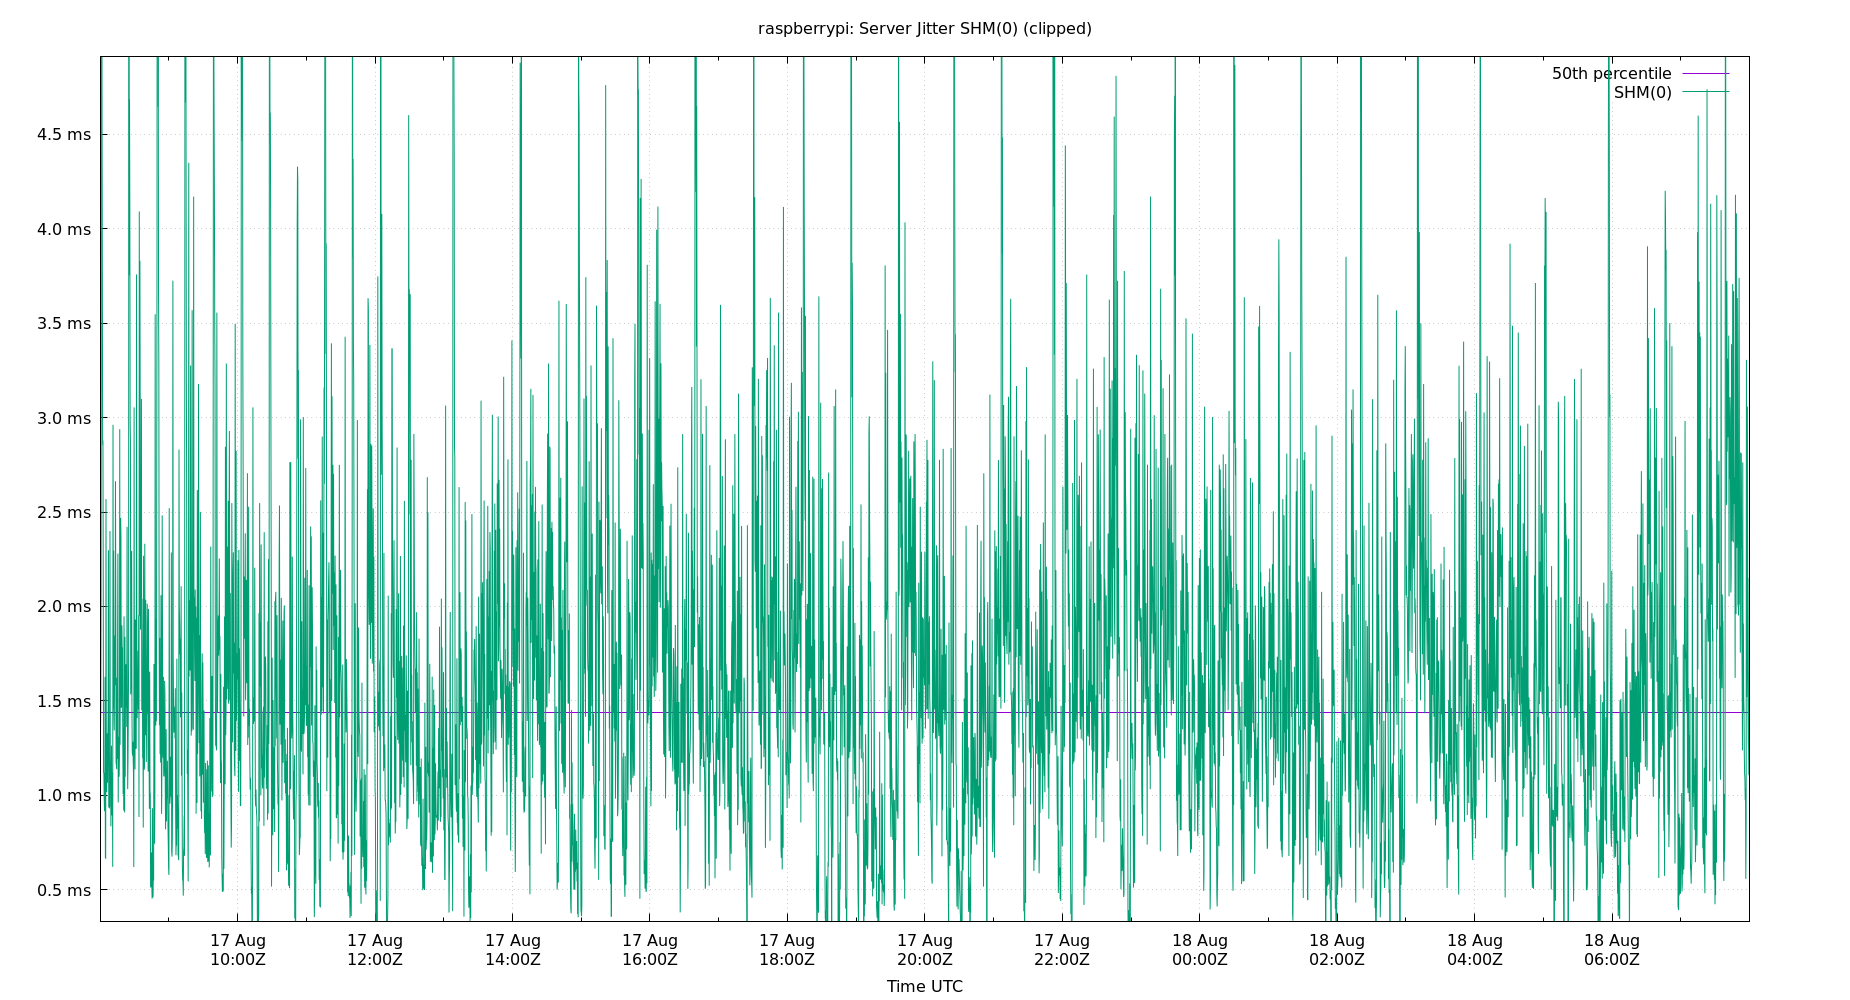 raspberrypi: Server Jitter SHM(0) (clipped)
50th percentile
SHM(0)
4.5 ms
4.0 ms
3.5 ms
3.0 ms
2.5 ms
2.0 ms
1.5 ms
1.0 ms
0.5 ms
17 Aug 17 Aug 17 Aug 17 Aug 17 Aug 17 Aug 17 Aug 18 Aug 18 Aug 18 Aug 18 Aug
10:00Z 12:00Z 14:00Z 16:00Z 18:00Z 20:00Z 22:00Z 00:00Z 02:00Z 04:00Z 06:00Z
Time UTC